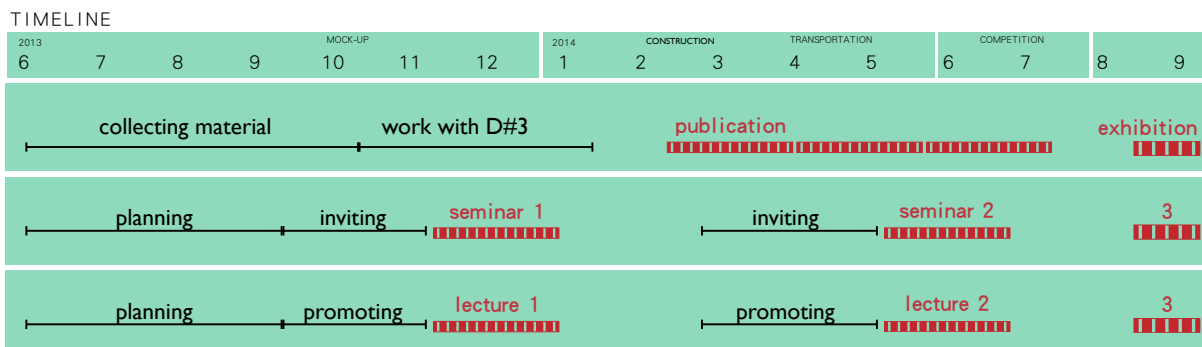 TIMELINE
2013 MOCK-UP 2014 CONSTRUCTION TRANSPORTATION COMPETITION
6 7 8 9 10 11 12 1 2 3 4 5 6 7 8 9
collecting material work with D#3 publication exhibition
planning inviting seminar 1 inviting seminar 2 3
planning promoting lecture 1 promoting lecture 2 3